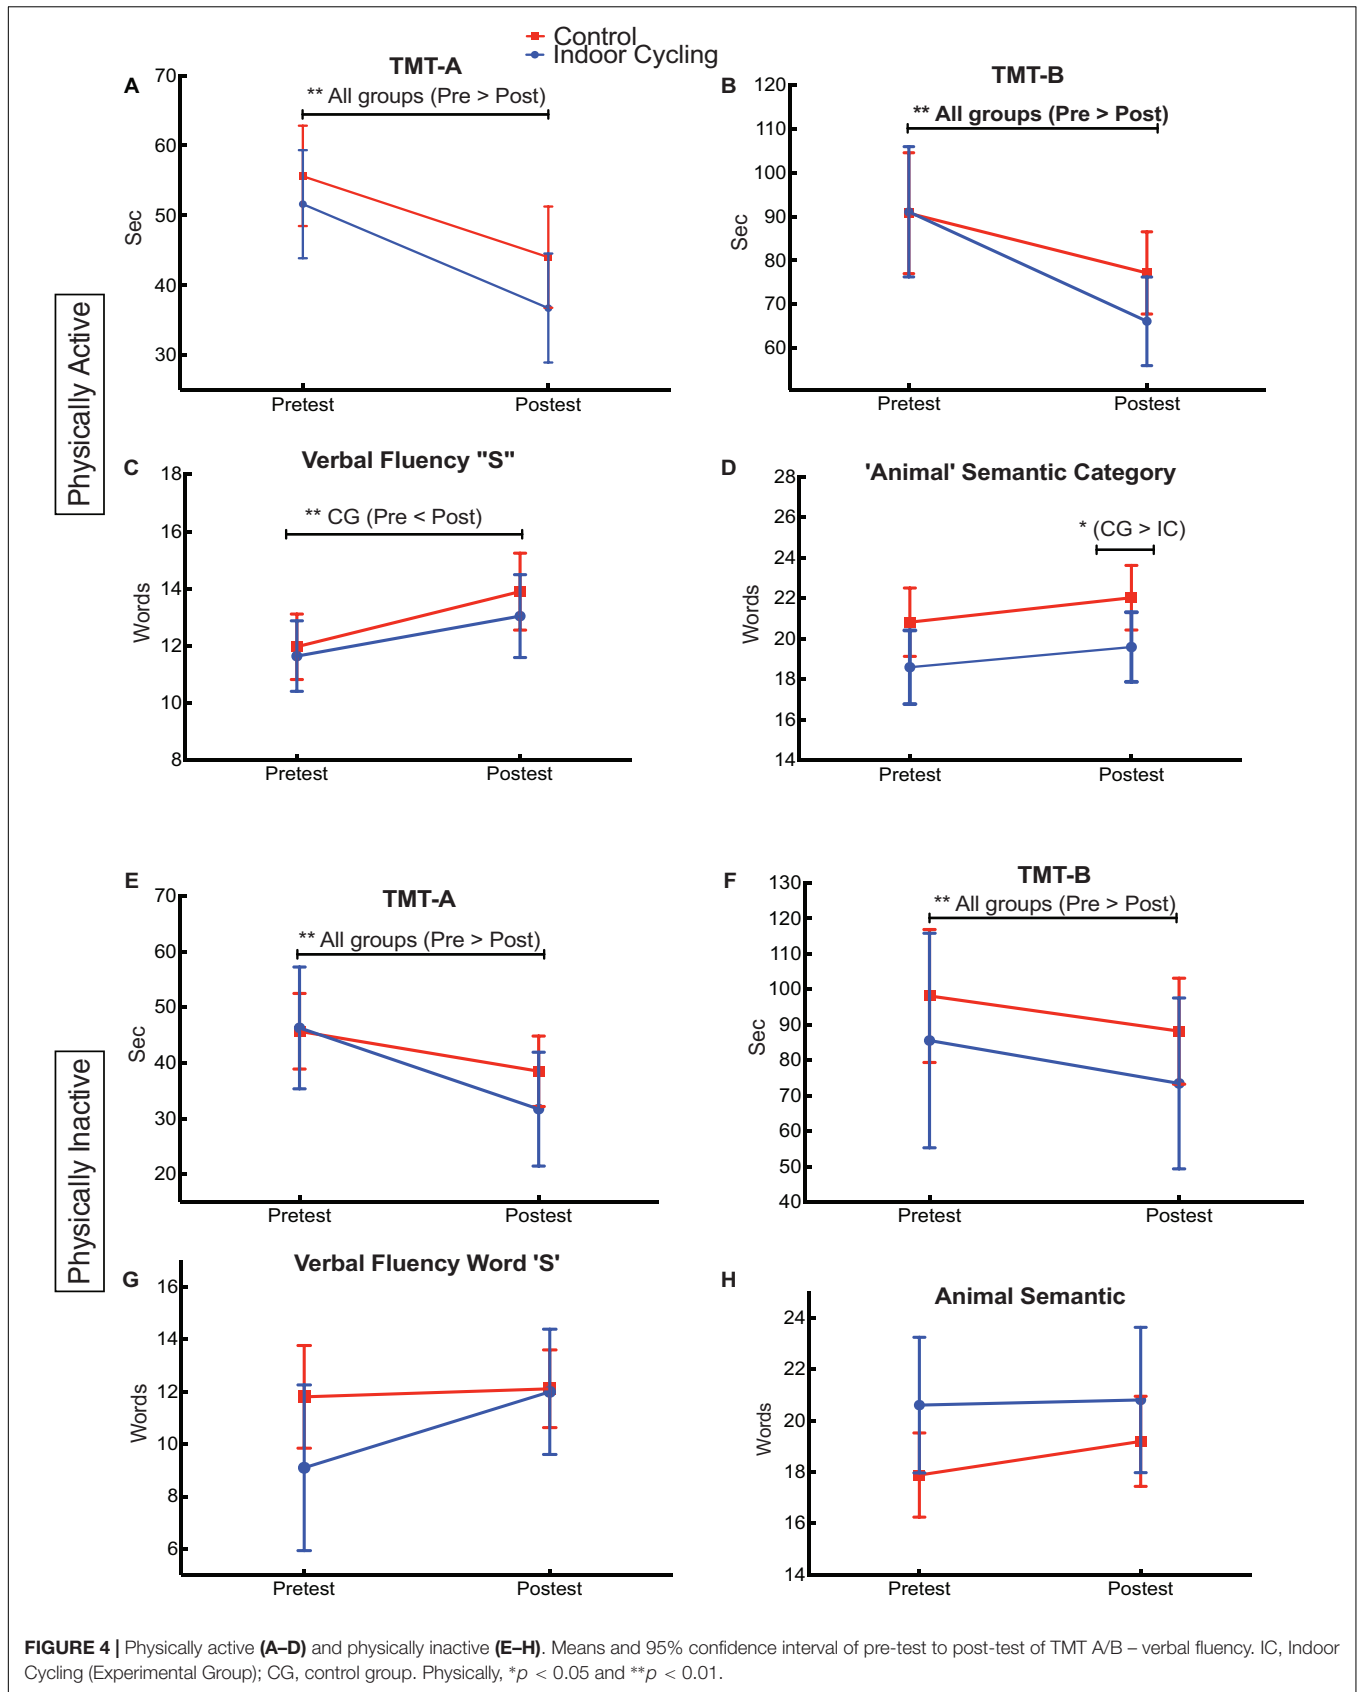 Control
Indoor Cycling
A
TMT-A
** All groups (Pre > Post)
70
60
50
40
30
Sec
Pretest
Postest
B
TMT-B
** All groups (Pre > Post)
120
110
100
90
80
70
60
Sec
Pretest
Postest
Physically Active
C
Verbal Fluency "S"
** CG (Pre < Post)
18
16
14
12
10
8
Words
Pretest
Postest
D
'Animal' Semantic Category
* (CG > IC)
28
26
24
22
20
18
16
14
Words
Pretest
Postest
E
TMT-A
** All groups (Pre > Post)
70
60
50
40
30
20
Sec
Pretest
Postest
F
TMT-B
** All groups (Pre > Post)
130
120
110
100
90
80
70
60
50
40
Sec
Pretest
Postest
Physically Inactive
G
Verbal Fluency Word 'S'
16
14
12
10
8
6
Words
Pretest
Postest
H
Animal Semantic
24
22
20
18
16
14
Words
Pretest
Postest
FIGURE 4 | Physically active (A–D) and physically inactive (E–H). Means and 95% confidence interval of pre-test to post-test of TMT A/B – verbal fluency. IC, Indoor
Cycling (Experimental Group); CG, control group. Physically, *p < 0.05 and **p < 0.01.